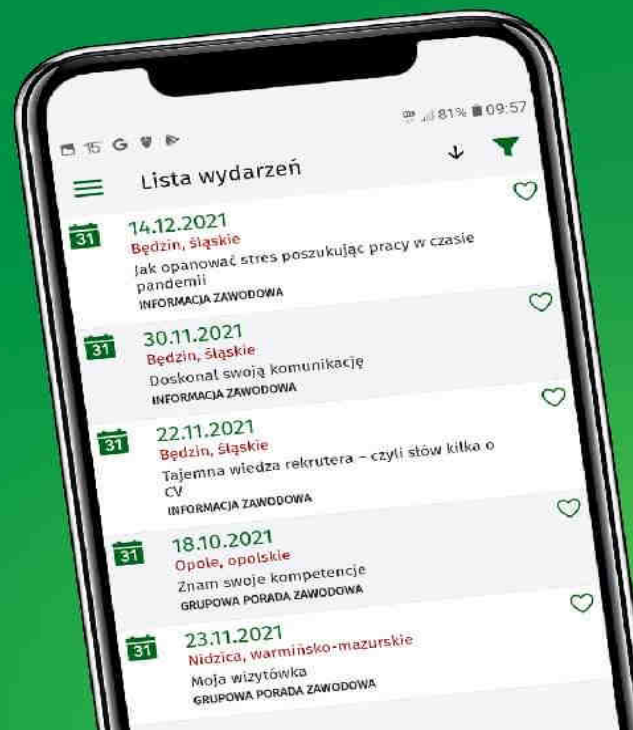 15 G 81% 09:57
Lista wydarzeń
31
14.12.2021
Będzin, śląskie
Jak opanować stres poszukując pracy w czasie
pandemii
INFORMACJA ZAWODOWA
31
30.11.2021
Będzin, śląskie
Doskonal swoją komunikację
INFORMACJA ZAWODOWA
31
22.11.2021
Będzin, śląskie
Tajemna wiedza rekrutera – czyli słów kilka o
CV
INFORMACJA ZAWODOWA
31
18.10.2021
Opole, opolskie
Znam swoje kompetencje
GRUPOWA PORADA ZAWODOWA
31
23.11.2021
Nidzica, warmińsko-mazurskie
Moja wizytówka
GRUPOWA PORADA ZAWODOWA